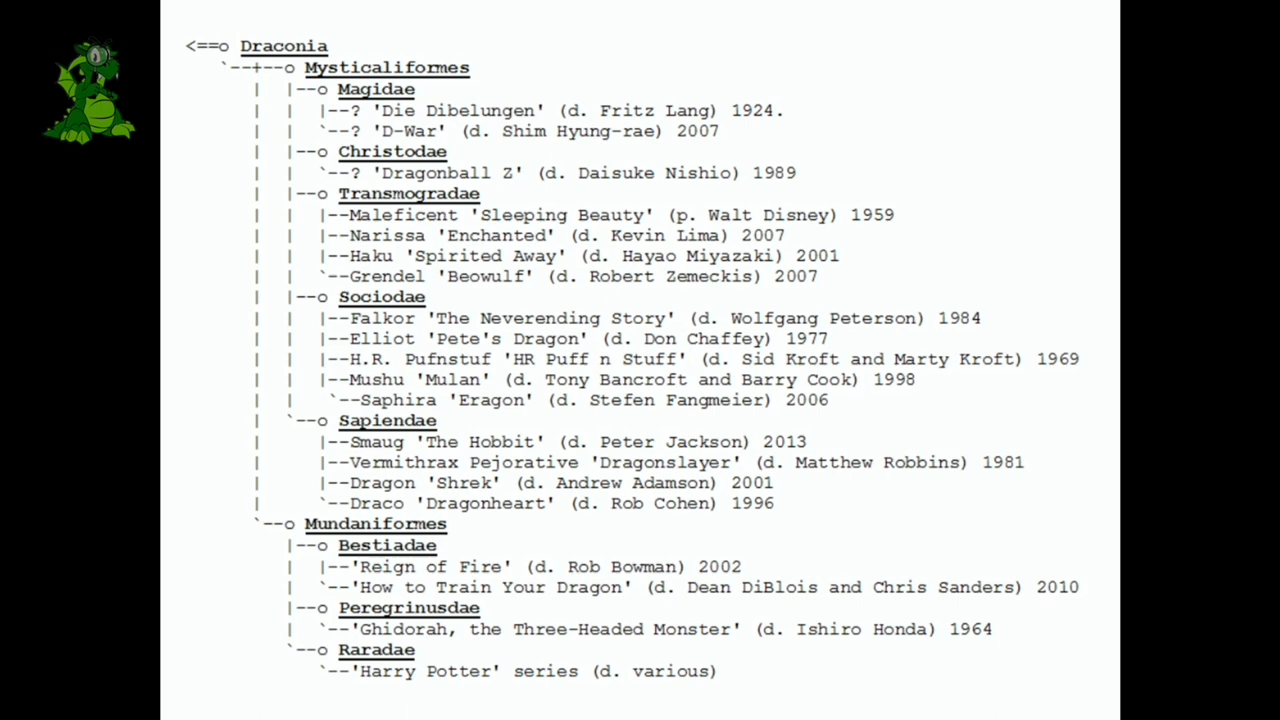 <==o Draconia
`--+--o Mysticaliformes
| |--o Magidae
| | |--? 'Die Dibelungen' (d. Fritz Lang) 1924.
| | `--? 'D-War' (d. Shim Hyung-rae) 2007
| |--o Christodae
| | `--? 'Dragonball Z' (d. Daisuke Nishio) 1989
| |--o Transmogradae
| | |--Maleficent 'Sleeping Beauty' (p. Walt Disney) 1959
| | |--Narissa 'Enchanted' (d. Kevin Lima) 2007
| | |--Haku 'Spirited Away' (d. Hayao Miyazaki) 2001
| | `--Grendel 'Beowulf' (d. Robert Zemeckis) 2007
| |--o Sociodae
| | |--Falkor 'The Neverending Story' (d. Wolfgang Peterson) 1984
| | |--Elliot 'Pete's Dragon' (d. Don Chaffey) 1977
| | |--H.R. Pufnstuf 'HR Puff n Stuff' (d. Sid Kroft and Marty Kroft) 1969
| | |--Mushu 'Mulan' (d. Tony Bancroft and Barry Cook) 1998
| | `--Saphira 'Eragon' (d. Stefen Fangmeier) 2006
| `--o Sapiendae
| |--Smaug 'The Hobbit' (d. Peter Jackson) 2013
| |--Vermithrax Pejorative 'Dragonslayer' (d. Matthew Robbins) 1981
| |--Dragon 'Shrek' (d. Andrew Adamson) 2001
| `--Draco 'Dragonheart' (d. Rob Cohen) 1996
`--o Mundaniformes
|--o Bestiadae
| |--'Reign of Fire' (d. Rob Bowman) 2002
| `--'How to Train Your Dragon' (d. Dean DiBlois and Chris Sanders) 2010
|--o Peregrinusdae
| `--'Ghidorah, the Three-Headed Monster' (d. Ishiro Honda) 1964
`--o Raradae
`--'Harry Potter' series (d. various)